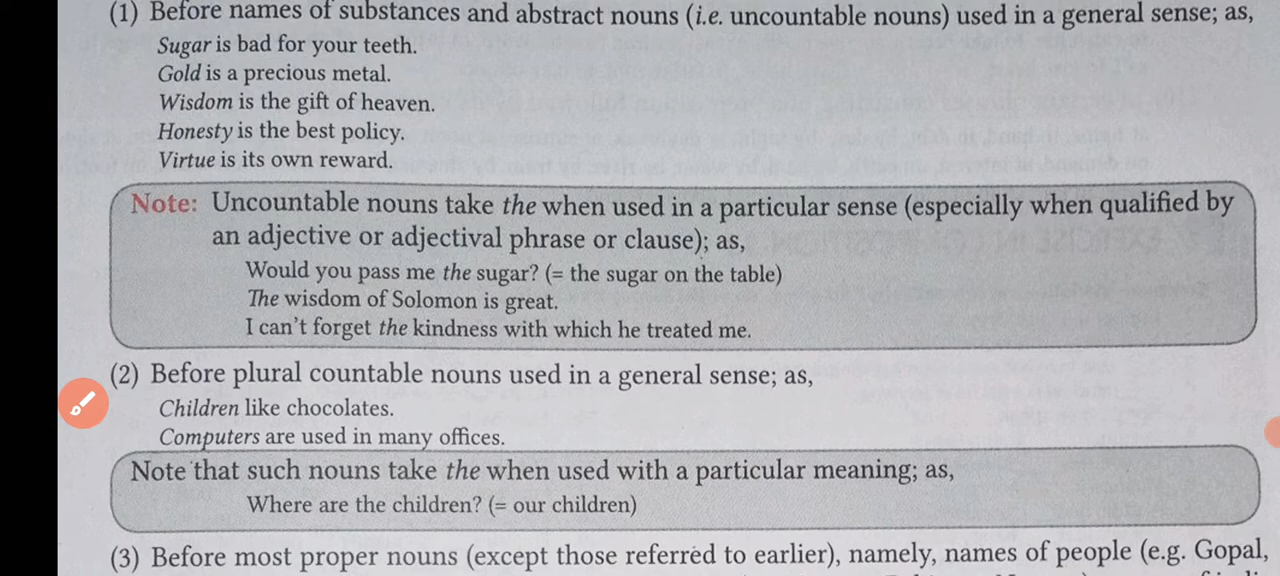 (1) Before names of substances and abstract nouns (i.e. uncountable nouns) used in a general sense; as,
Sugar is bad for your teeth.
Gold is a precious metal.
Wisdom is the gift of heaven.
Honesty is the best policy.
Virtue is its own reward.
Note: Uncountable nouns take the when used in a particular sense (especially when qualified by
an adjective or adjectival phrase or clause); as,
Would you pass me the sugar? (= the sugar on the table)
The wisdom of Solomon is great.
I can't forget the kindness with which he treated me.
(2) Before plural countable nouns used in a general sense; as,
Children like chocolates.
Computers are used in many offices.
Note that such nouns take the when used with a particular meaning; as,
Where are the children? (= our children)
(3) Before most proper nouns (except those referred to earlier), namely, names of people (e.g. Gopal,